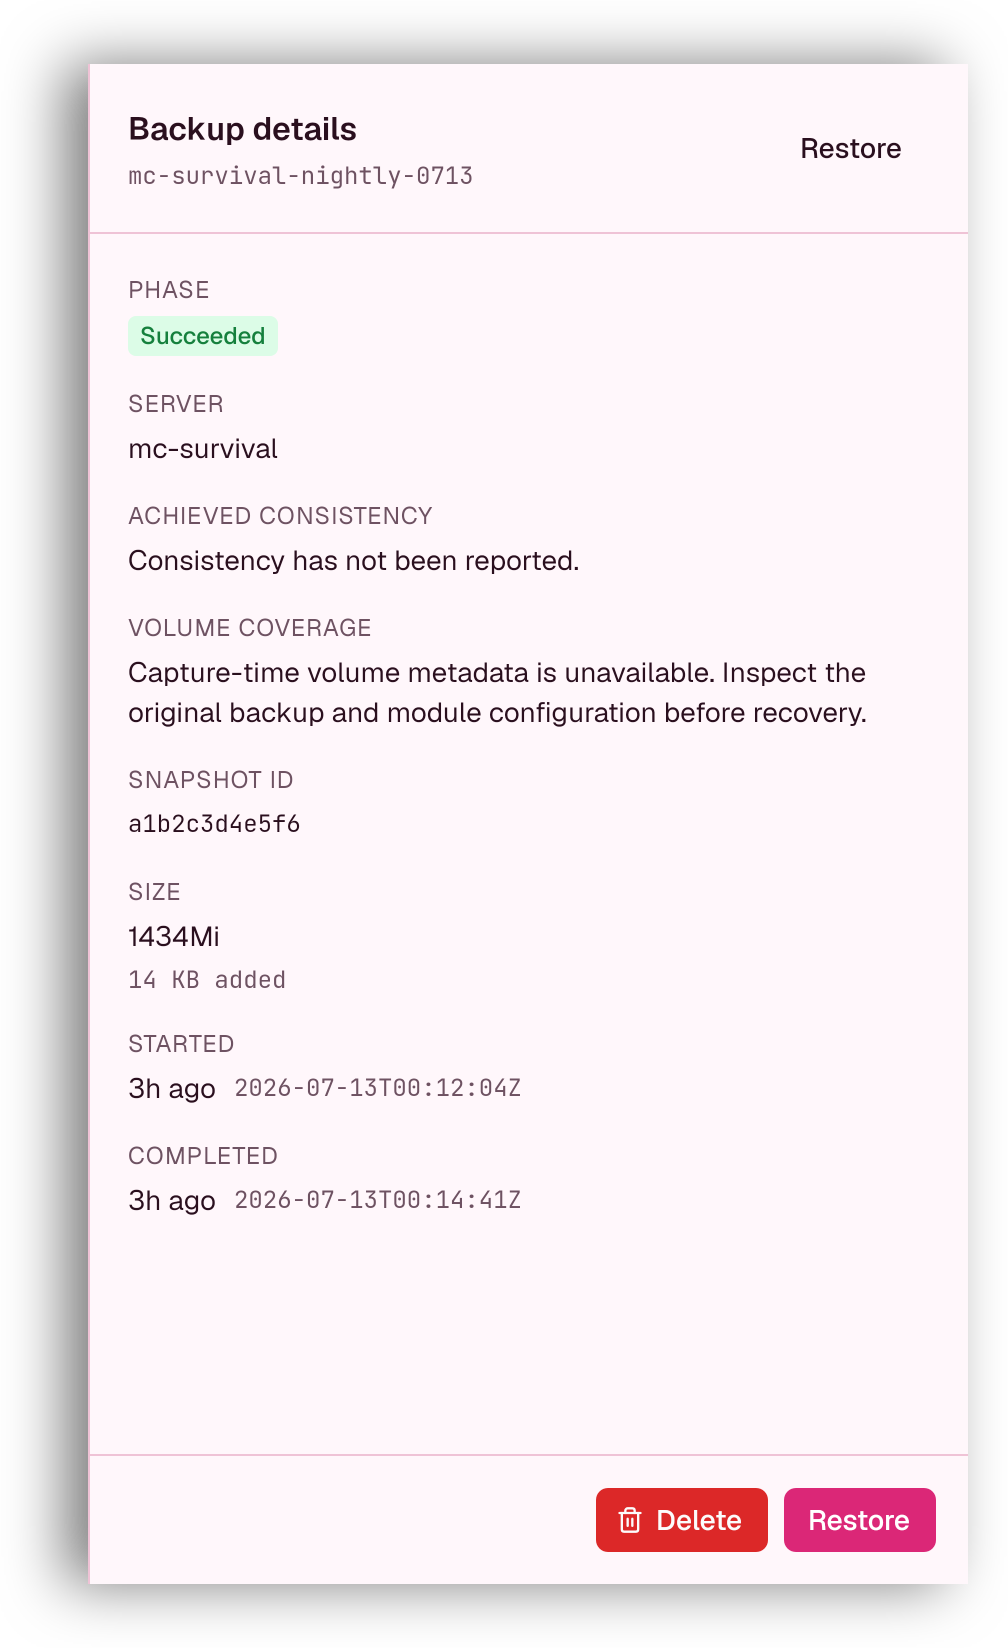 Backup details
mc-survival-nightly-0713
Restore
PHASE
Succeeded
SERVER
mc-survival
ACHIEVED CONSISTENCY
Consistency has not been reported.
VOLUME COVERAGE
Capture-time volume metadata is unavailable. Inspect the
original backup and module configuration before recovery.
SNAPSHOT ID
a1b2c3d4e5f6
SIZE
1434Mi
14 KB added
STARTED
3h ago 2026-07-13T00:12:04Z
COMPLETED
3h ago 2026-07-13T00:14:41Z
Delete Restore